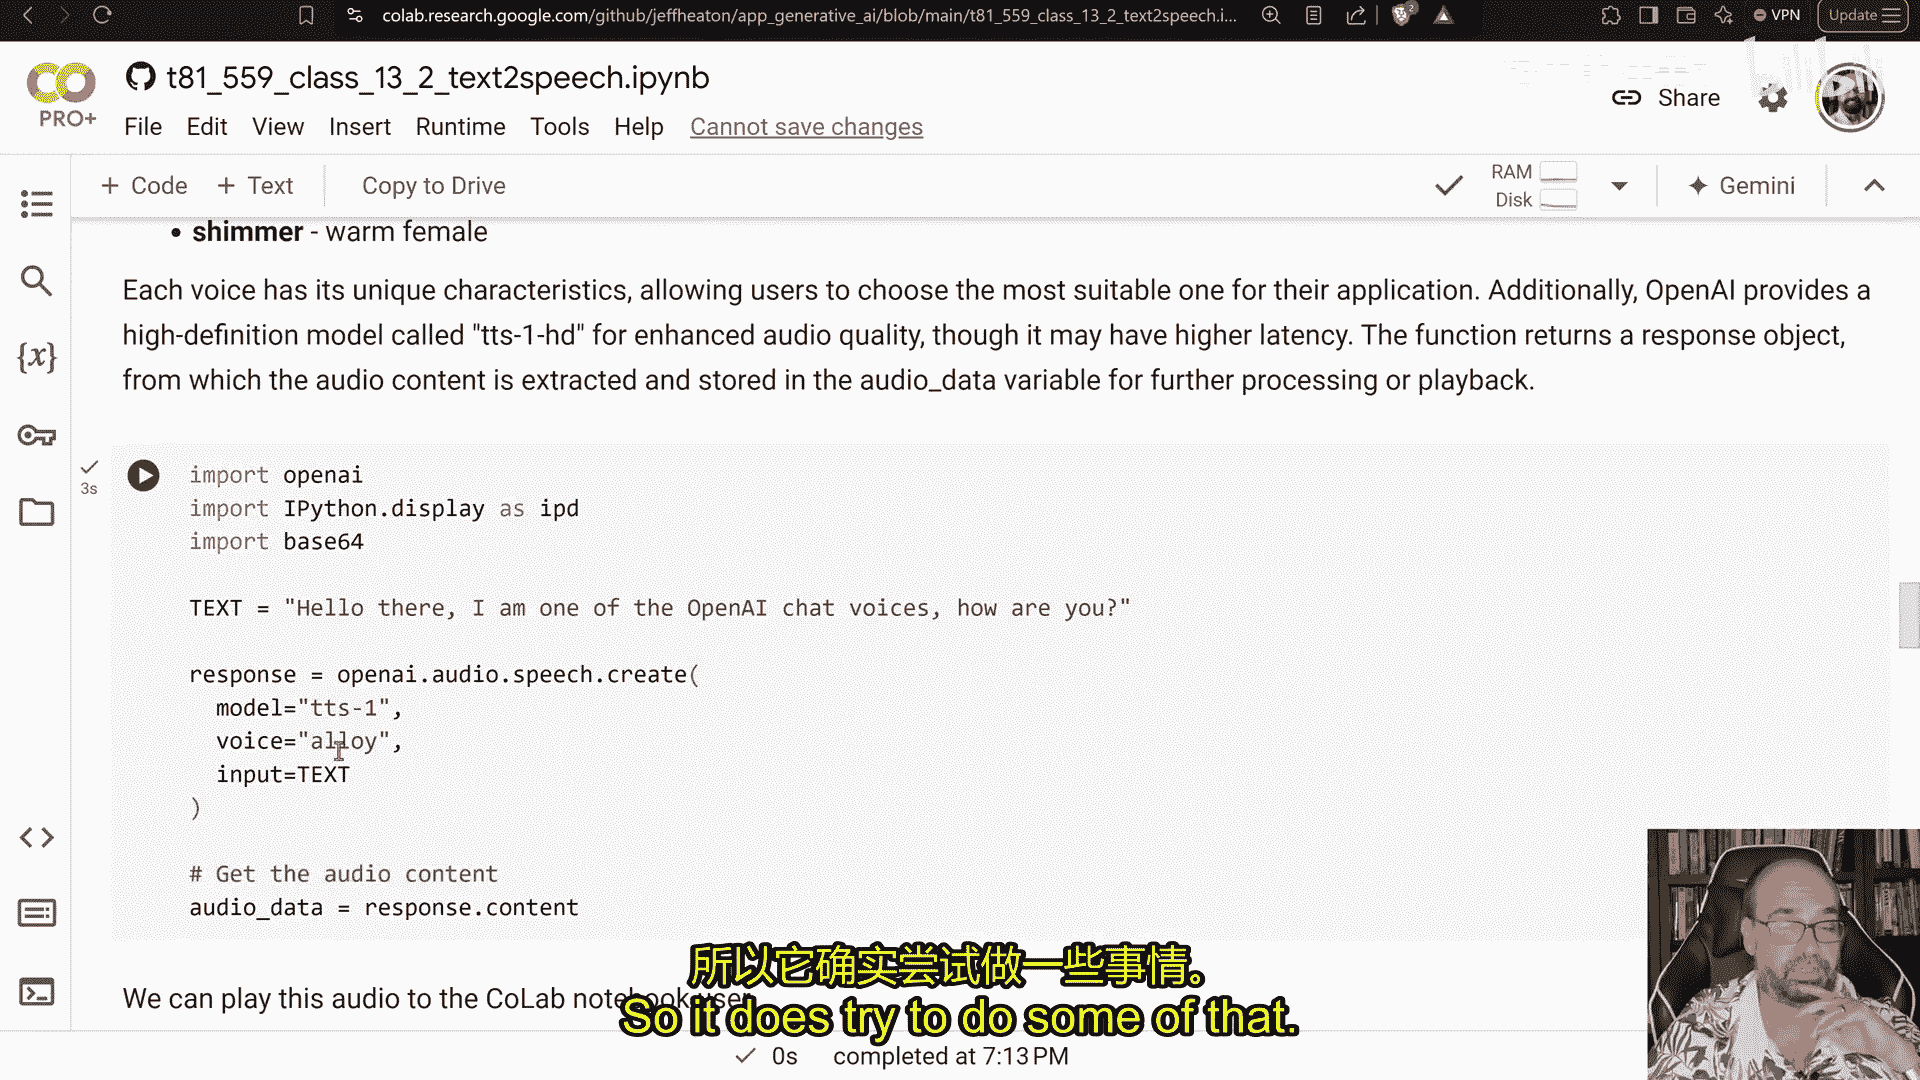 colab.research.google.com/github/jeffheaton/app_generative_ai/blob/main/t81_559_class_13_2_text2speech.i...
2
VPN
Update
PRO+
t81_559_class_13_2_text2speech.ipynb
File Edit View Insert Runtime Tools Help Cannot save changes
Share
+ Code + Text Copy to Drive
RAM
Disk
Gemini
• shimmer - warm female
Each voice has its unique characteristics, allowing users to choose the most suitable one for their application. Additionally, OpenAI provides a
high-definition model called "tts-1-hd" for enhanced audio quality, though it may have higher latency. The function returns a response object,
from which the audio content is extracted and stored in the audio_data variable for further processing or playback.
3s
import openai
import IPython.display as ipd
import base64
TEXT = "Hello there, I am one of the OpenAI chat voices, how are you?"
response = openai.audio.speech.create(
model="tts-1",
voice="alloy",
input=TEXT
)
# Get the audio content
audio_data = response.content
We can play this audio to the CoLab notebook user
所以它确实尝试做一些事情。
So it does try to do some of that.
0s completed at 7:13 PM